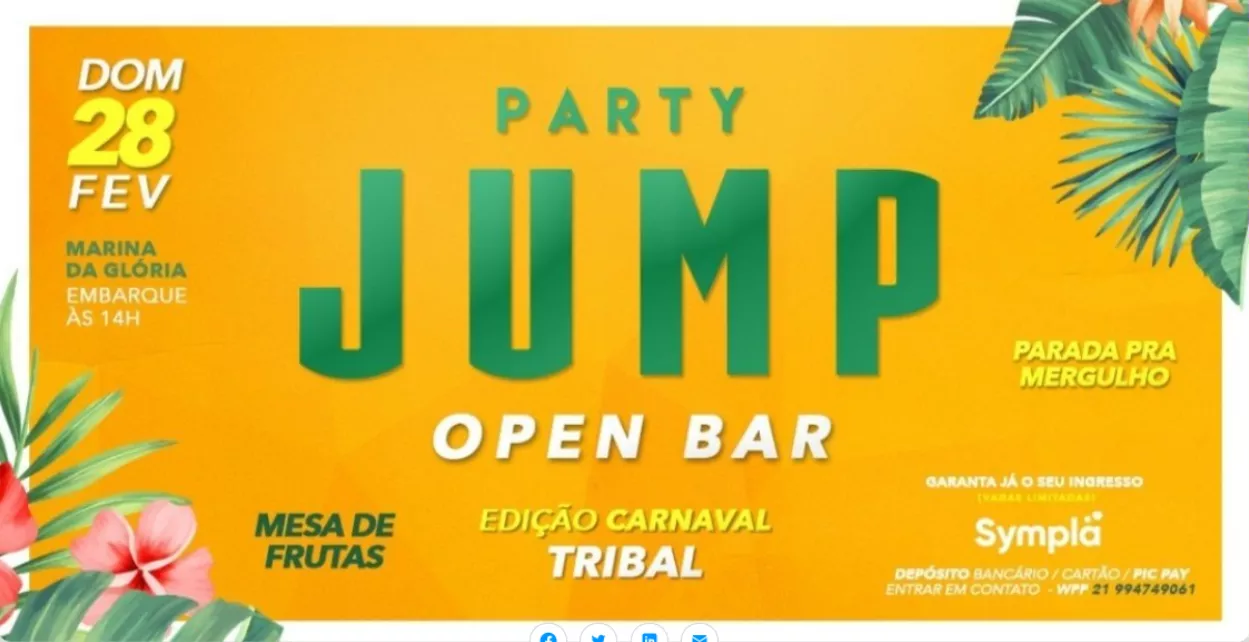 DOM
28
FEV
MARINA
DA GLÓRIA
EMBARQUE
ÀS 14H
PARTY
JUMP
OPEN BAR
PARADA PRA
MERGULHO
MESA DE
FRUTAS
EDIÇÃO CARNAVAL
TRIBAL
GARANTA JÁ O SEU INGRESSO
(VAGAS LIMITADAS)
Sympla
DEPÓSITO BANCÁRIO / CARTÃO / PIC PAY
ENTRAR EM CONTATO - WPP 21 994749061